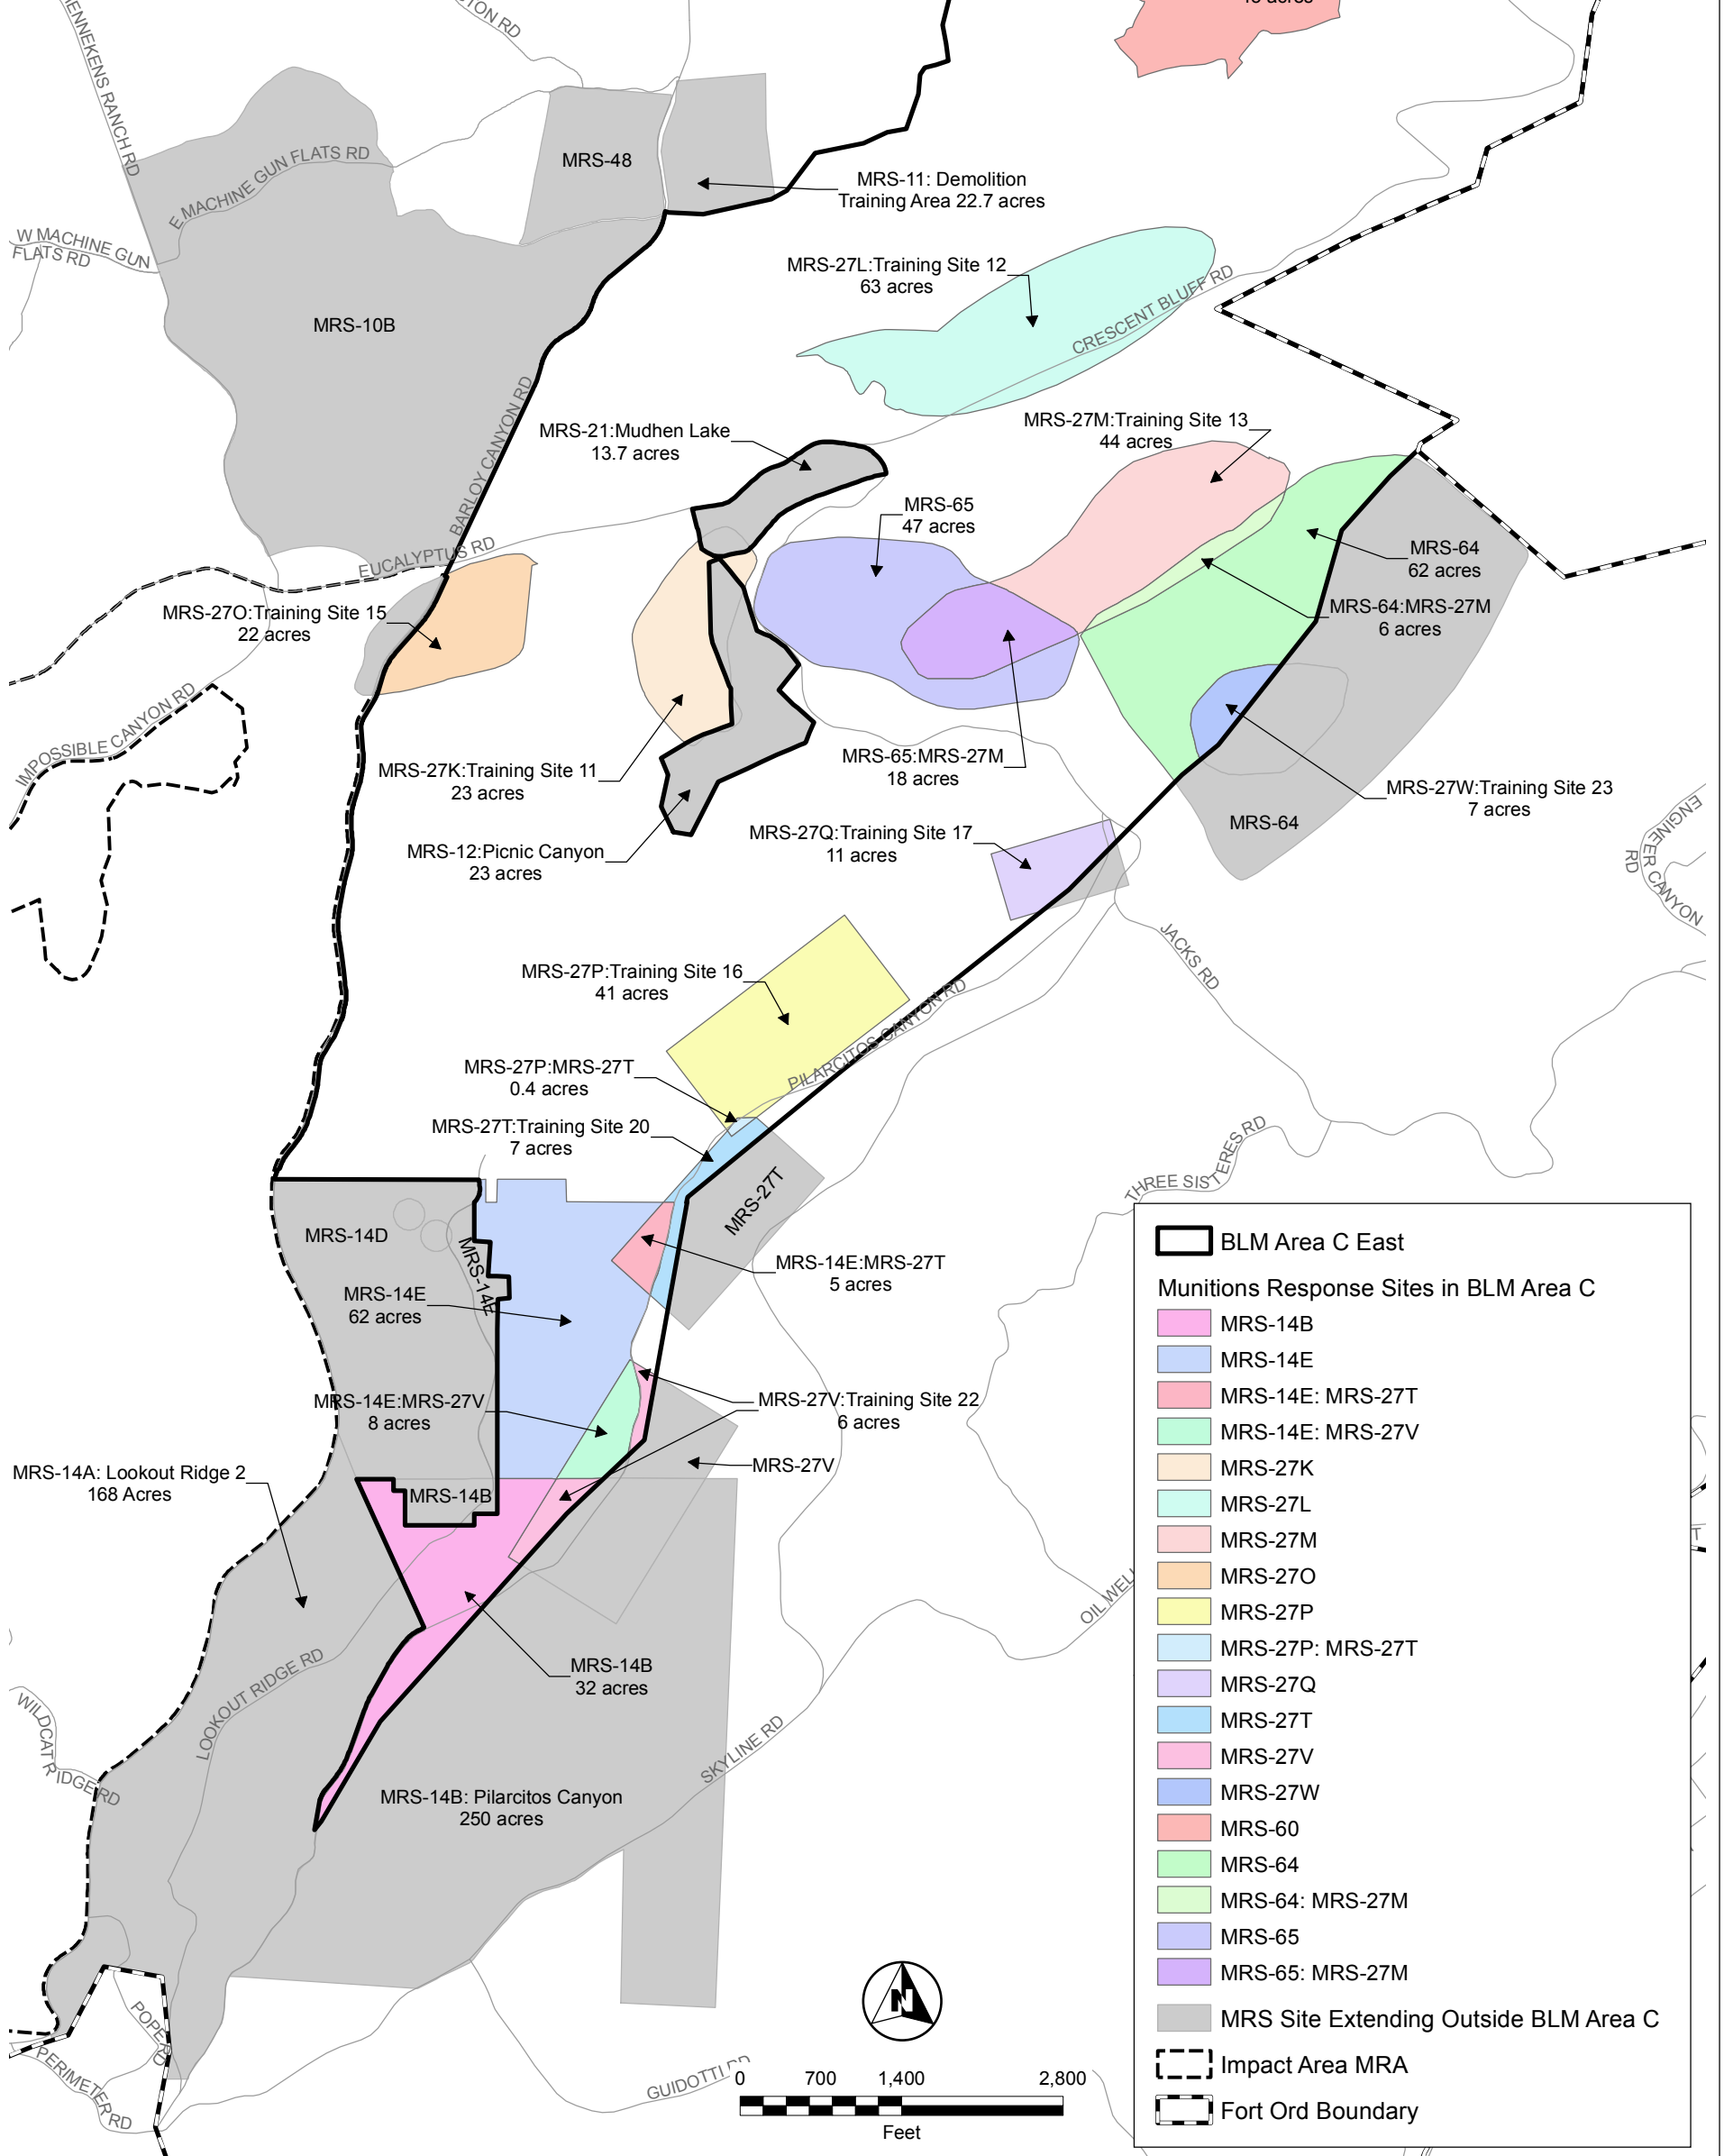 HENNEKENS RANCH RD
E MACHINE GUN FLATS RD
W MACHINE GUN
FLATS RD
MRS-48
MRS-11: Demolition
Training Area 22.7 acres
MRS-10B
MRS-27L:Training Site 12
63 acres
CRESCENT BLUFF RD
BARLOY CANYON RD
MRS-21:Mudhen Lake
13.7 acres
MRS-27M:Training Site 13
44 acres
MRS-65
47 acres
EUCALYPTUS RD
MRS-64
62 acres
MRS-27O:Training Site 15
22 acres
MRS-64:MRS-27M
6 acres
IMPOSSIBLE CANYON RD
MRS-27K:Training Site 11
23 acres
MRS-65:MRS-27M
18 acres
MRS-27W:Training Site 23
7 acres
MRS-64
MRS-12:Picnic Canyon
23 acres
MRS-27Q:Training Site 17
11 acres
ENGINEER CANYON
RD
JACKS RD
MRS-27P:Training Site 16
41 acres
PILARCITOS CANYON RD
MRS-27P:MRS-27T
0.4 acres
MRS-27T:Training Site 20
7 acres
THREE SISTERES RD
MRS-27T
MRS-14D
MRS-14E
MRS-14E:MRS-27T
5 acres
MRS-14E
62 acres
MRS-14E:MRS-27V
8 acres
MRS-27V:Training Site 22
6 acres
MRS-27V
MRS-14A: Lookout Ridge 2
168 Acres
MRS-14B
OIL WELL
MRS-14B
32 acres
LOOKOUT RIDGE RD
WILDCAT RIDGE RD
SKYLINE RD
MRS-14B: Pilarcitos Canyon
250 acres
POPE RD
PERIMETER RD
GUIDOTTI RD
N
0 700 1,400 2,800
Feet
BLM Area C East
Munitions Response Sites in BLM Area C
MRS-14B
MRS-14E
MRS-14E: MRS-27T
MRS-14E: MRS-27V
MRS-27K
MRS-27L
MRS-27M
MRS-27O
MRS-27P
MRS-27P: MRS-27T
MRS-27Q
MRS-27T
MRS-27V
MRS-27W
MRS-60
MRS-64
MRS-64: MRS-27M
MRS-65
MRS-65: MRS-27M
MRS Site Extending Outside BLM Area C
Impact Area MRA
Fort Ord Boundary